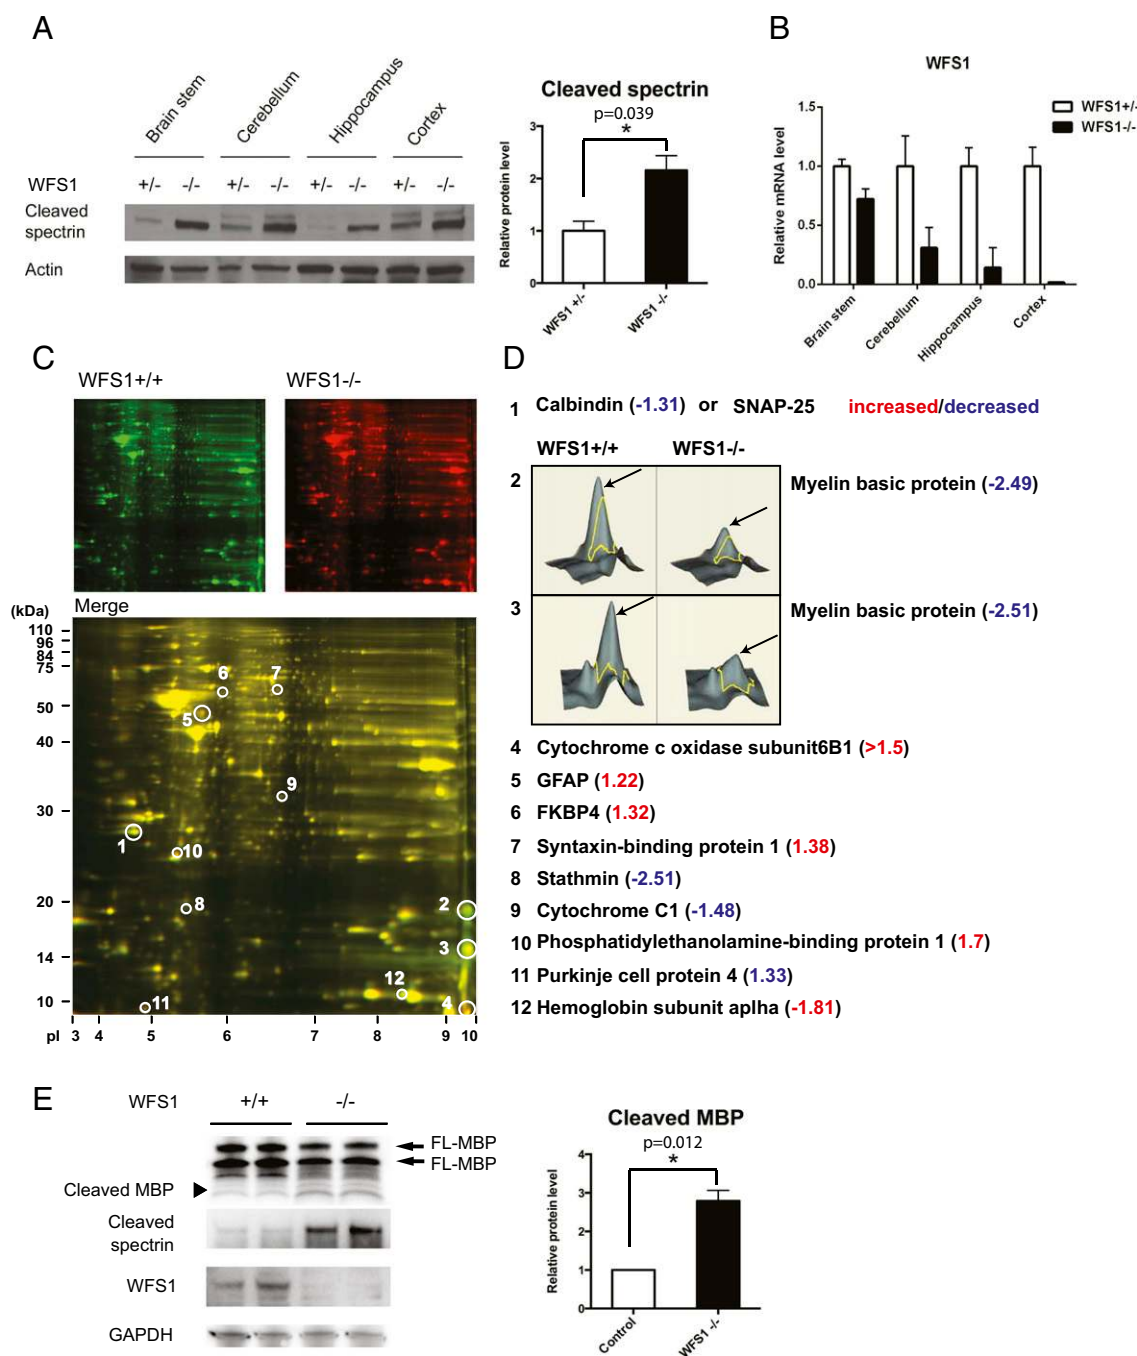 A
Brain stem
Cerebellum
Hippocampus
Cortex
WFS1 +/- -/- +/- -/- +/- -/- +/- -/-
Cleaved
spectrin
Actin
Cleaved spectrin
p=0.039
*
Relative protein level
3
2
1
0
WFS1 +/-
WFS1 -/-
B
WFS1
WFS1+/-
WFS1-/-
Relative mRNA level
1.5
1.0
0.5
0.0
Brain stem
Cerebellum
Hippocampus
Cortex
C
WFS1+/+ WFS1-/-
Merge
(kDa)
110
96
84
75
50
40
30
20
14
10
6 7
5
9
1
10
8
2
3
12
11
4
pI 3 4 5 6 7 8 9 10
D
1 Calbindin (-1.31) or SNAP-25 increased/decreased
WFS1+/+ WFS1-/-
2 Myelin basic protein (-2.49)
3 Myelin basic protein (-2.51)
4 Cytochrome c oxidase subunit6B1 (>1.5)
5 GFAP (1.22)
6 FKBP4 (1.32)
7 Syntaxin-binding protein 1 (1.38)
8 Stathmin (-2.51)
9 Cytochrome C1 (-1.48)
10 Phosphatidylethanolamine-binding protein 1 (1.7)
11 Purkinje cell protein 4 (1.33)
12 Hemoglobin subunit aplha (-1.81)
E
WFS1 +/+ -/-
FL-MBP
FL-MBP
Cleaved MBP
Cleaved
spectrin
WFS1
GAPDH
Cleaved MBP
p=0.012
*
Relative protein level
4
3
2
1
0
Control
WFS1 -/-